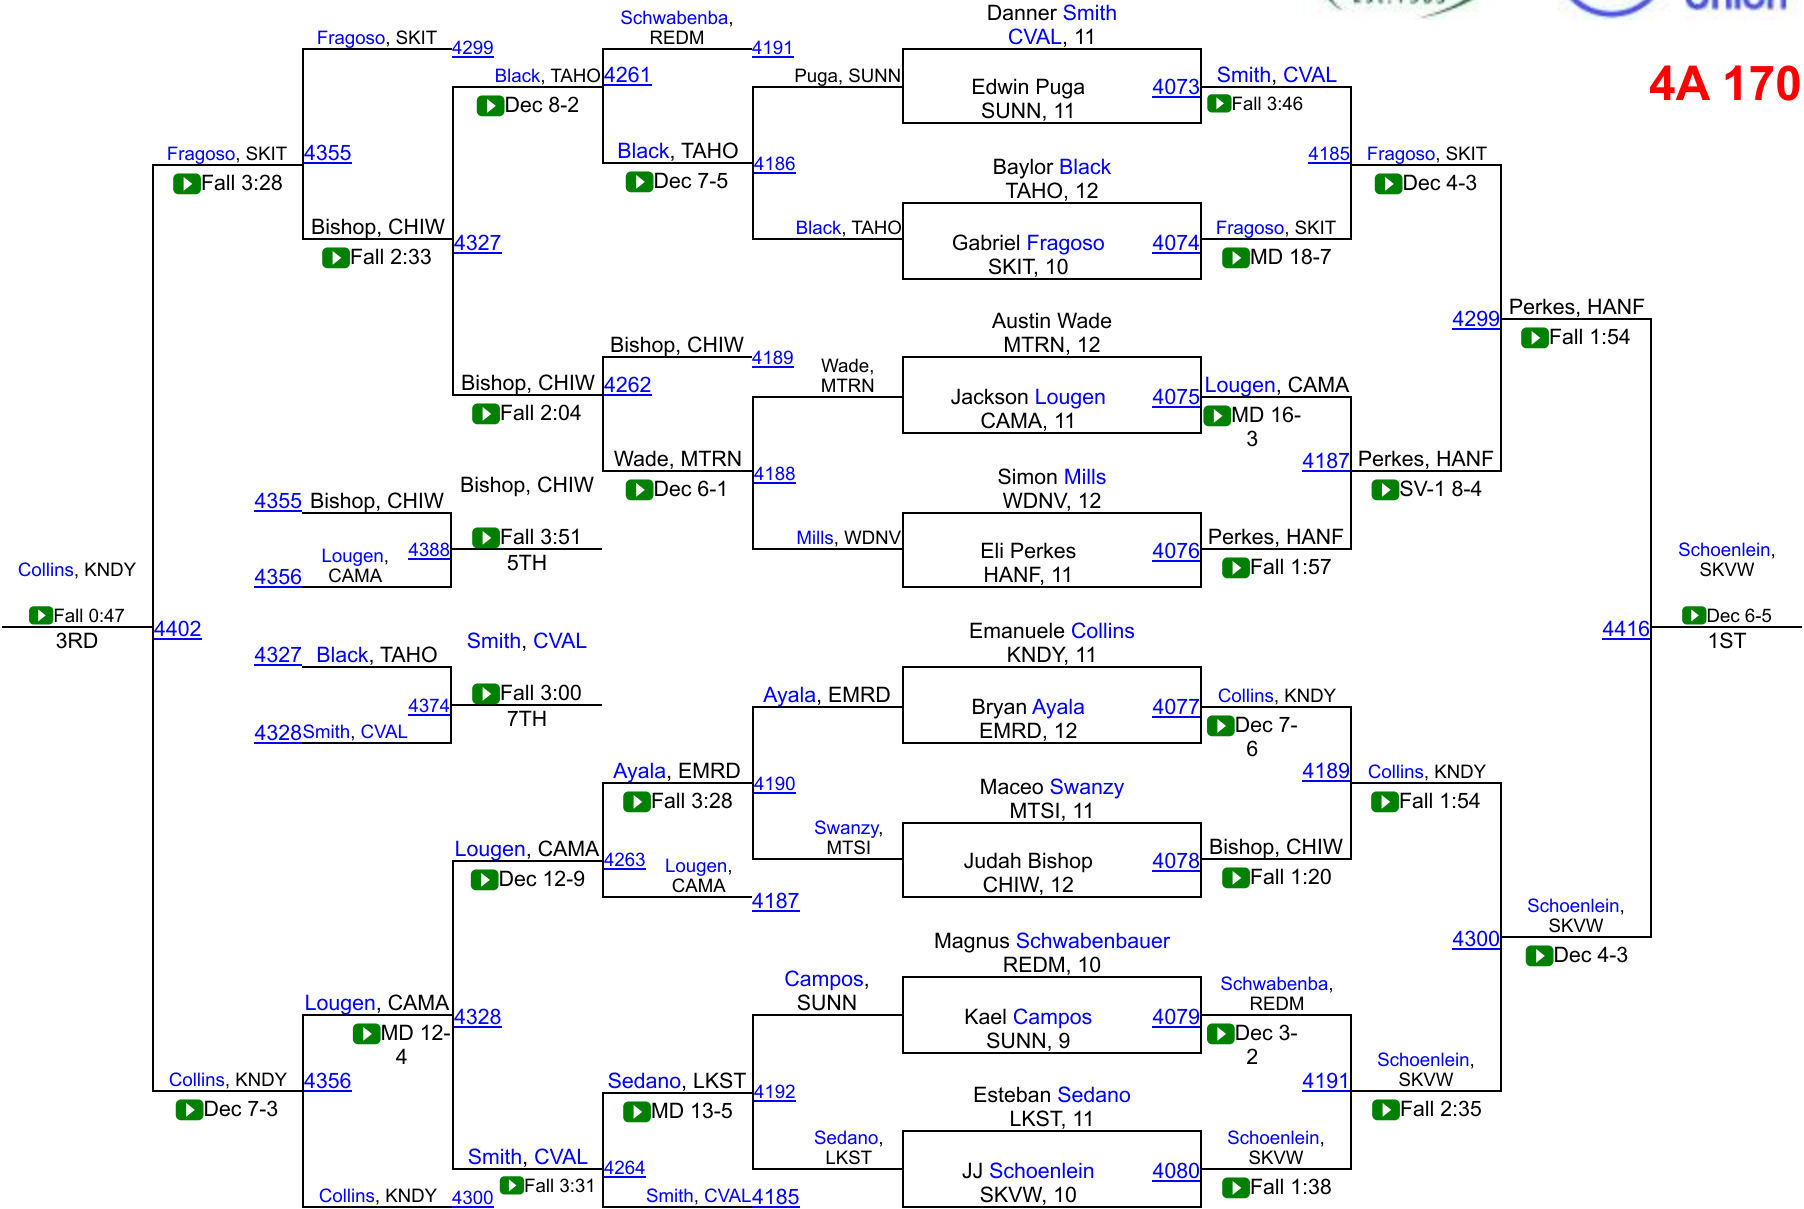 EST.1905
Union
4A 170
Danner Smith
CVAL, 11
Edwin Puga
SUNN, 11
4073
Baylor Black
TAHO, 12
Gabriel Fragoso
SKIT, 10
4074
Austin Wade
MTRN, 12
Jackson Lougen
CAMA, 11
4075
Simon Mills
WDNV, 12
Eli Perkes
HANF, 11
4076
Emanuele Collins
KNDY, 11
Bryan Ayala
EMRD, 12
4077
Maceo Swanzy
MTSI, 11
Judah Bishop
CHIW, 12
4078
Magnus Schwabenbauer
REDM, 10
Kael Campos
SUNN, 9
4079
Esteban Sedano
LKST, 11
JJ Schoenlein
SKVW, 10
4080
Smith, CVAL
Fall 3:46
Fragoso, SKIT
MD 18-7
Lougen, CAMA
MD 16-
3
Perkes, HANF
Fall 1:57
Collins, KNDY
Dec 7-
6
Bishop, CHIW
Fall 1:20
Schwabenba,
REDM
Dec 3-
2
Schoenlein,
SKVW
Fall 1:38
4185
Fragoso, SKIT
Dec 4-3
4187
Perkes, HANF
SV-1 8-4
4189
Collins, KNDY
Fall 1:54
4191
Schoenlein,
SKVW
Fall 2:35
4299
Perkes, HANF
Fall 1:54
4300
Schoenlein,
SKVW
Dec 4-3
4416
Schoenlein,
SKVW
Dec 6-5
1ST
Puga, SUNN
Black, TAHO
Wade,
MTRN
Mills, WDNV
Ayala, EMRD
Swanzy,
MTSI
Campos,
SUNN
Sedano,
LKST
Schwabenba,
REDM
4191
Black, TAHO
Dec 7-5
4186
Bishop, CHIW
4189
Wade, MTRN
Dec 6-1
4188
Ayala, EMRD
Fall 3:28
4190
Lougen,
CAMA
4187
Sedano, LKST
MD 13-5
4192
Smith, CVAL
4185
Black, TAHO
Dec 8-2
4261
Bishop, CHIW
Fall 2:04
4262
Lougen, CAMA
Dec 12-9
4263
Smith, CVAL
Fall 3:31
4264
Fragoso, SKIT
4299
Bishop, CHIW
Fall 2:33
4327
Lougen, CAMA
MD 12-
4
4328
Collins, KNDY
4300
Fragoso, SKIT
Fall 3:28
4355
Collins, KNDY
Dec 7-3
4356
4355
Bishop, CHIW
4356
Lougen,
CAMA
4388
Bishop, CHIW
Fall 3:51
5TH
4327
Black, TAHO
4328
Smith, CVAL
4374
Smith, CVAL
Fall 3:00
7TH
Collins, KNDY
Fall 0:47
3RD
4402